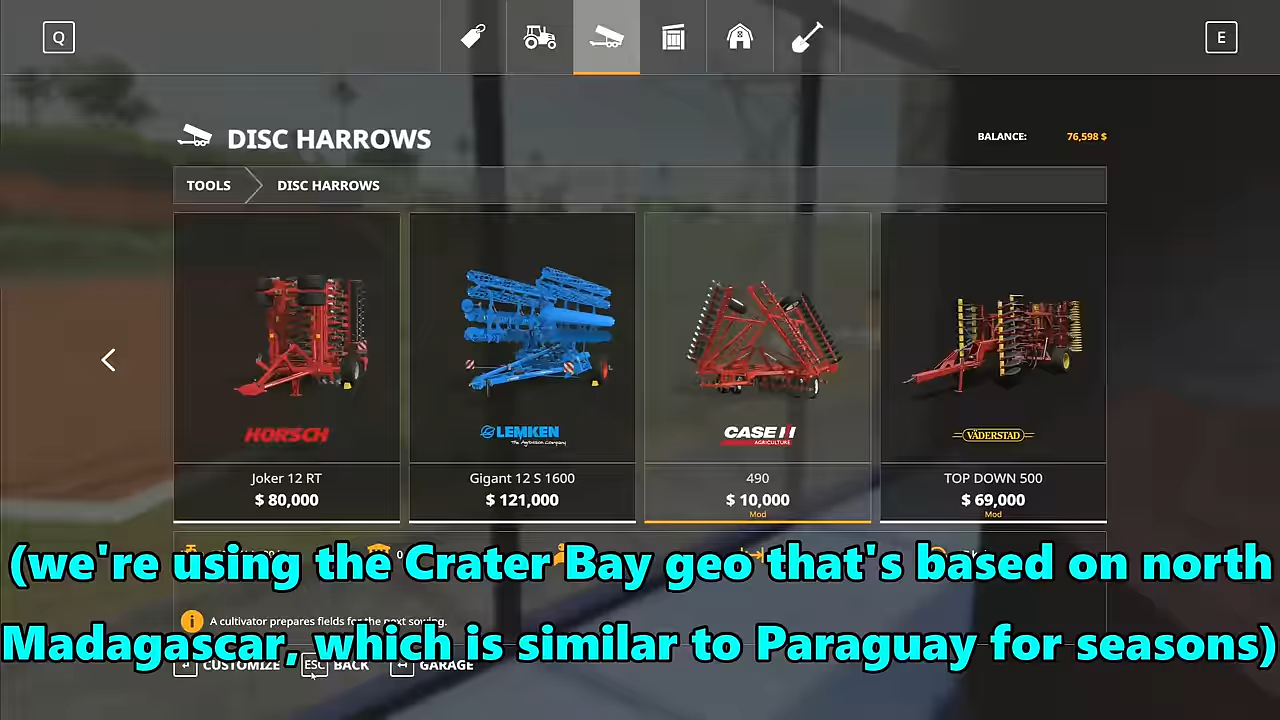 Q
E
DISC HARROWS
BALANCE: 76,598 $
TOOLS DISC HARROWS
HORSCH
LEMKEN
The Agrovision Company
CASE IH
AGRICULTURE
VÄDERSTAD
Joker 12 RT
$ 80,000
Gigant 12 S 1600
$ 121,000
490
$ 10,000
Mod
TOP DOWN 500
$ 69,000
Mod
(we're using the Crater Bay geo that's based on north
A cultivator prepares fields for the next sowing.
Madagascar, which is similar to Paraguay for seasons)
CUSTOMIZE ESC BACK GARAGE